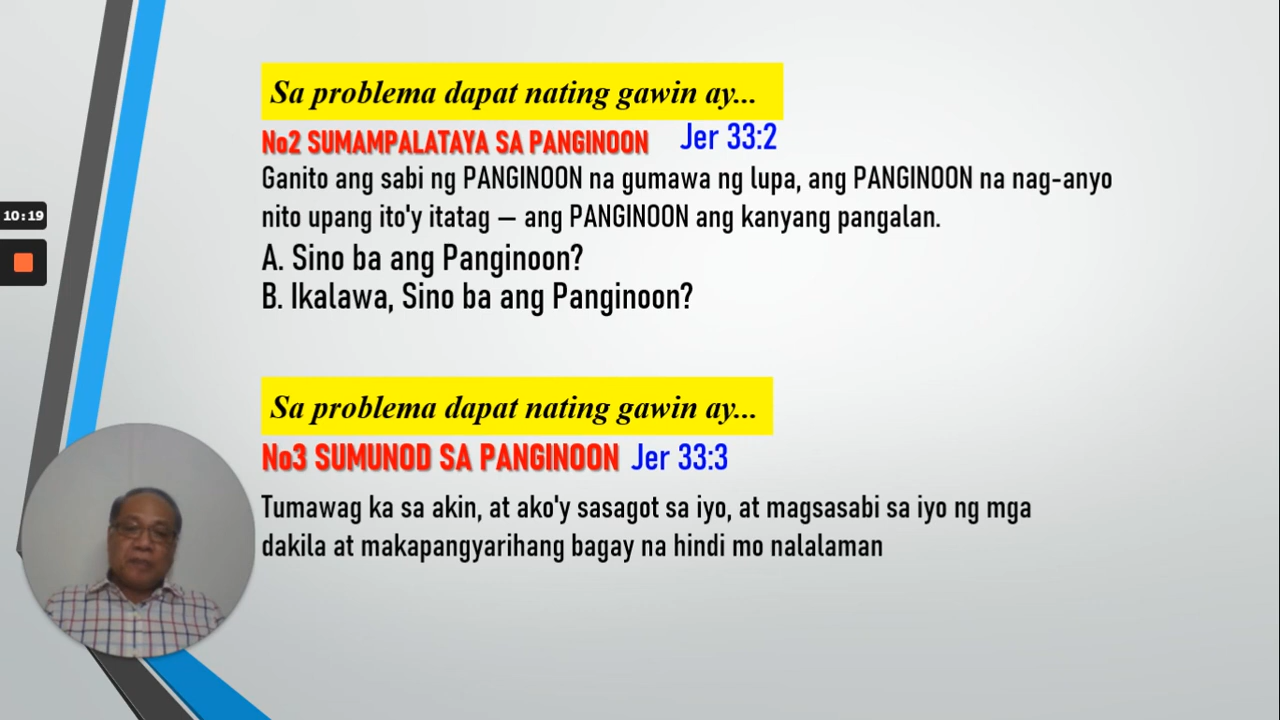 Sa problema dapat nating gawin ay...
No2 SUMAMPALATAYA SA PANGINOON Jer 33:2
Ganito ang sabi ng PANGINOON na gumawa ng lupa, ang PANGINOON na nag-anyo
nito upang ito'y itatag — ang PANGINOON ang kanyang pangalan.
A. Sino ba ang Panginoon?
B. Ikalawa, Sino ba ang Panginoon?
10:19
Sa problema dapat nating gawin ay...
No3 SUMUNOD SA PANGINOON Jer 33:3
Tumawag ka sa akin, at ako'y sasagot sa iyo, at magsasabi sa iyo ng mga
dakila at makapangyarihang bagay na hindi mo nalalaman